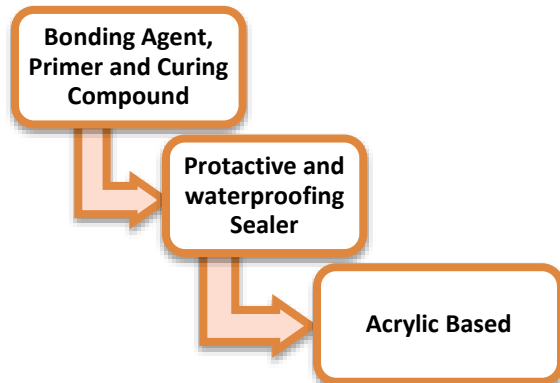 Bonding Agent,
Primer and Curing
Compound
Protactive and
waterproofing
Sealer
Acrylic Based